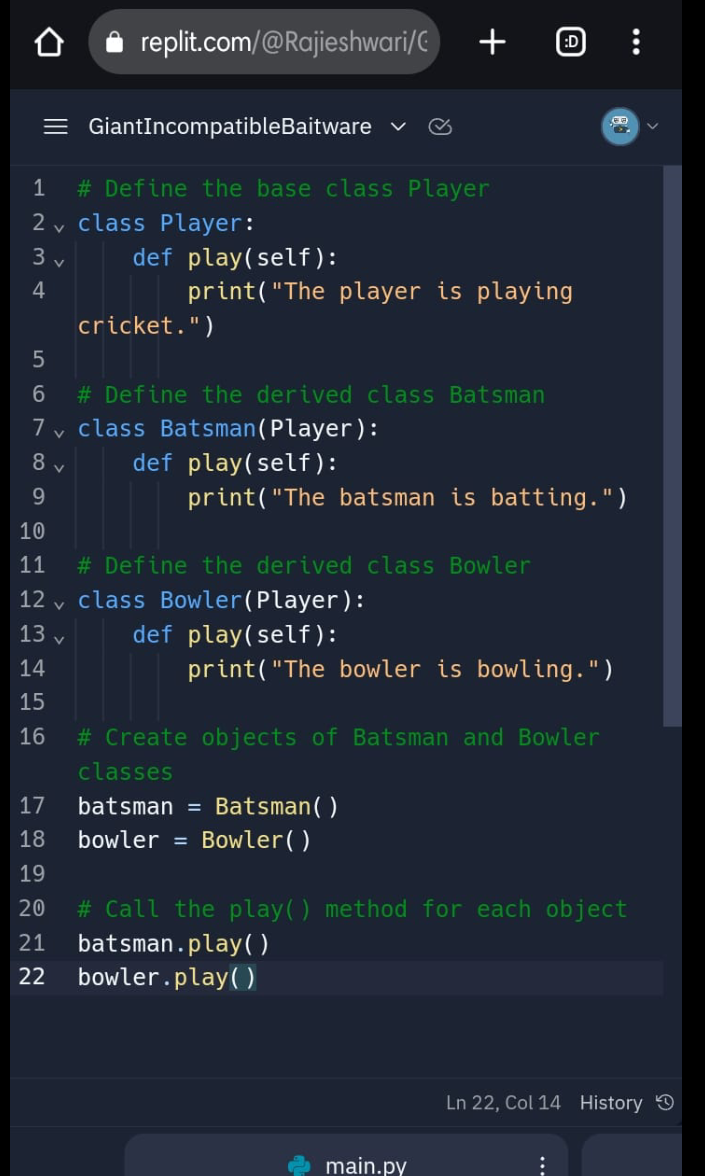 replit.com/@Rajieshwari/
:D
GiantIncompatibleBaitware
1 # Define the base class Player
2 class Player:
3 def play(self):
4 print("The player is playing
cricket.")
5
6 # Define the derived class Batsman
7 class Batsman(Player):
8 def play(self):
9 print("The batsman is batting.")
10
11 # Define the derived class Bowler
12 class Bowler(Player):
13 def play(self):
14 print("The bowler is bowling.")
15
16 # Create objects of Batsman and Bowler
classes
17 batsman = Batsman()
18 bowler = Bowler()
19
20 # Call the play() method for each object
21 batsman.play()
22 bowler.play()
Ln 22, Col 14 History
main.py